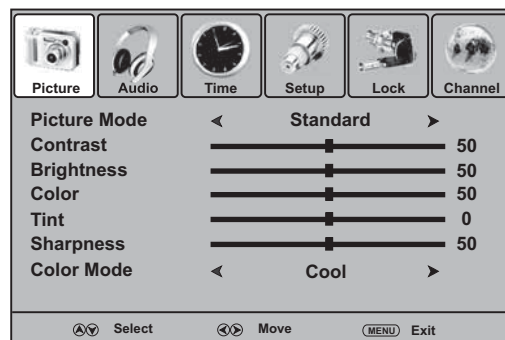 Picture Audio Time Setup Lock Channel
Picture Mode Standard
Contrast 50
Brightness 50
Color 50
Tint 0
Sharpness 50
Color Mode Cool
Select Move MENU Exit